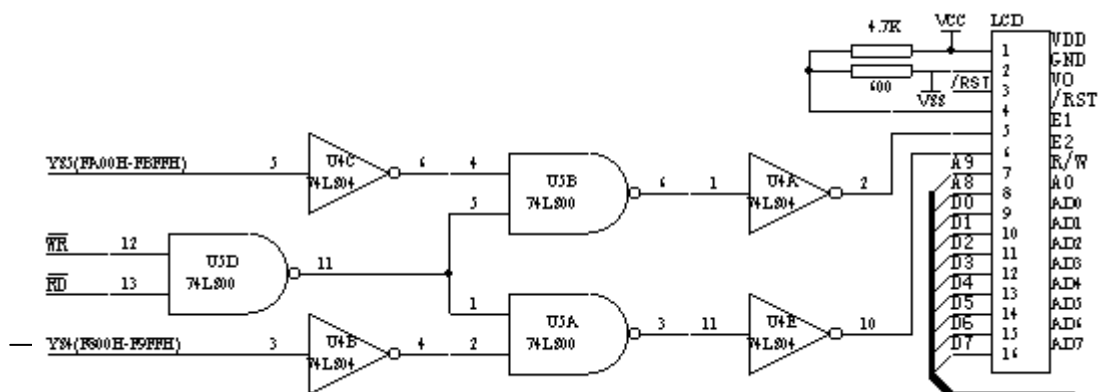 4.7K
VCC
LCD
1
VDD
GND
600
/RST
VSS
2
VO
3
/RST
4
E1
5
E2
6
R/W
A9
7
A0
A8
8
AD0
D0
9
AD1
D1
10
AD2
D2
11
AD3
D3
12
AD4
D4
13
AD5
D5
14
AD6
D6
15
AD7
D7
16
YS5(FA00H-FBFFH)
5
U4C
74LS04
6
4
5
U5B
74LS00
6
1
U4A
74LS04
2
WR
12
RD
13
U5D
74LS00
11
1
2
U5A
74LS00
3
11
U4E
74LS04
10
YS4(F800H-F9FFH)
3
U4B
74LS04
4